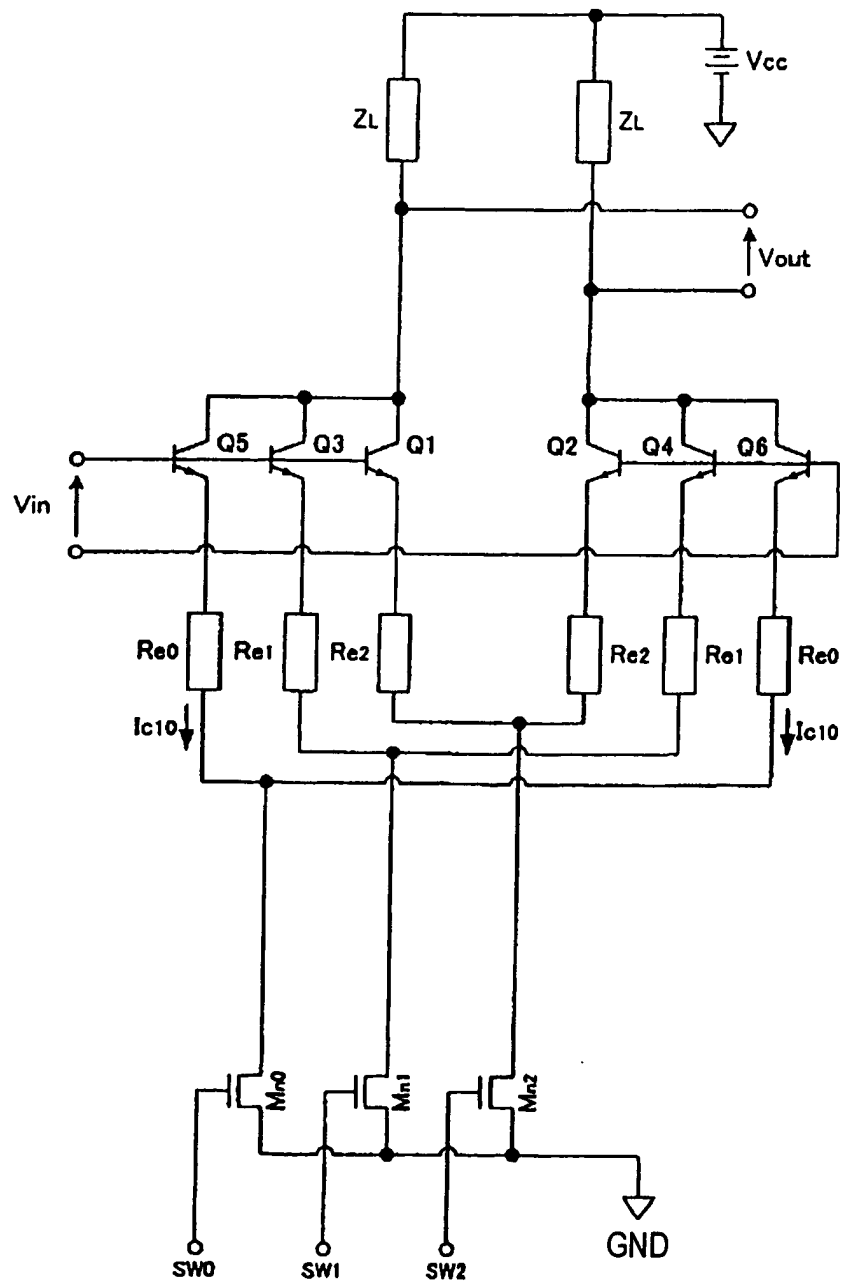 Vcc
ZL
ZL
Vout
Q5
Q3
Q1
Q2
Q4
Q6
Vin
Re0
Re1
Re2
Re2
Re1
Re0
Ic10
Ic10
Mn0
Mn1
Mn2
GND
SW0
SW1
SW2